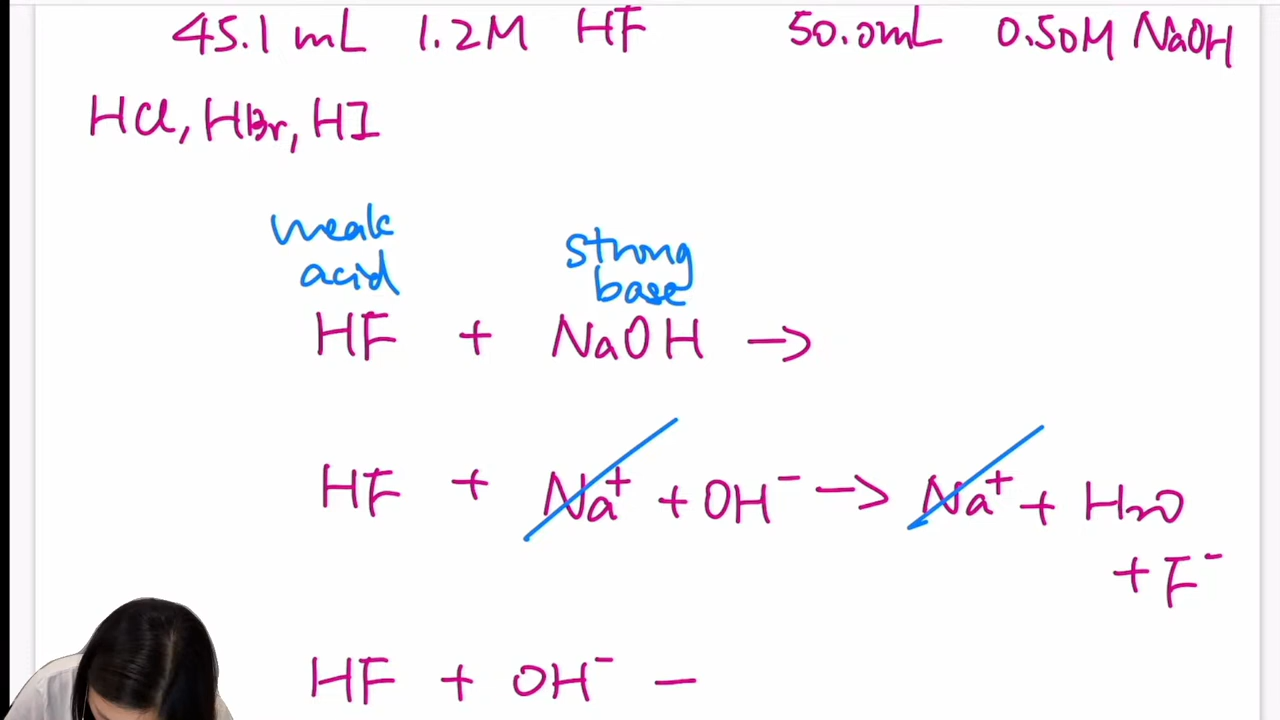 45.1 mL 1.2M HF 50.0mL 0.50M NaOH
HCl, HBr, HI
weak
acid
strong
base
HF + NaOH →
HF + Na⁺ + OH⁻ → Na⁺ + H₂O
+ F⁻
HF + OH⁻ –